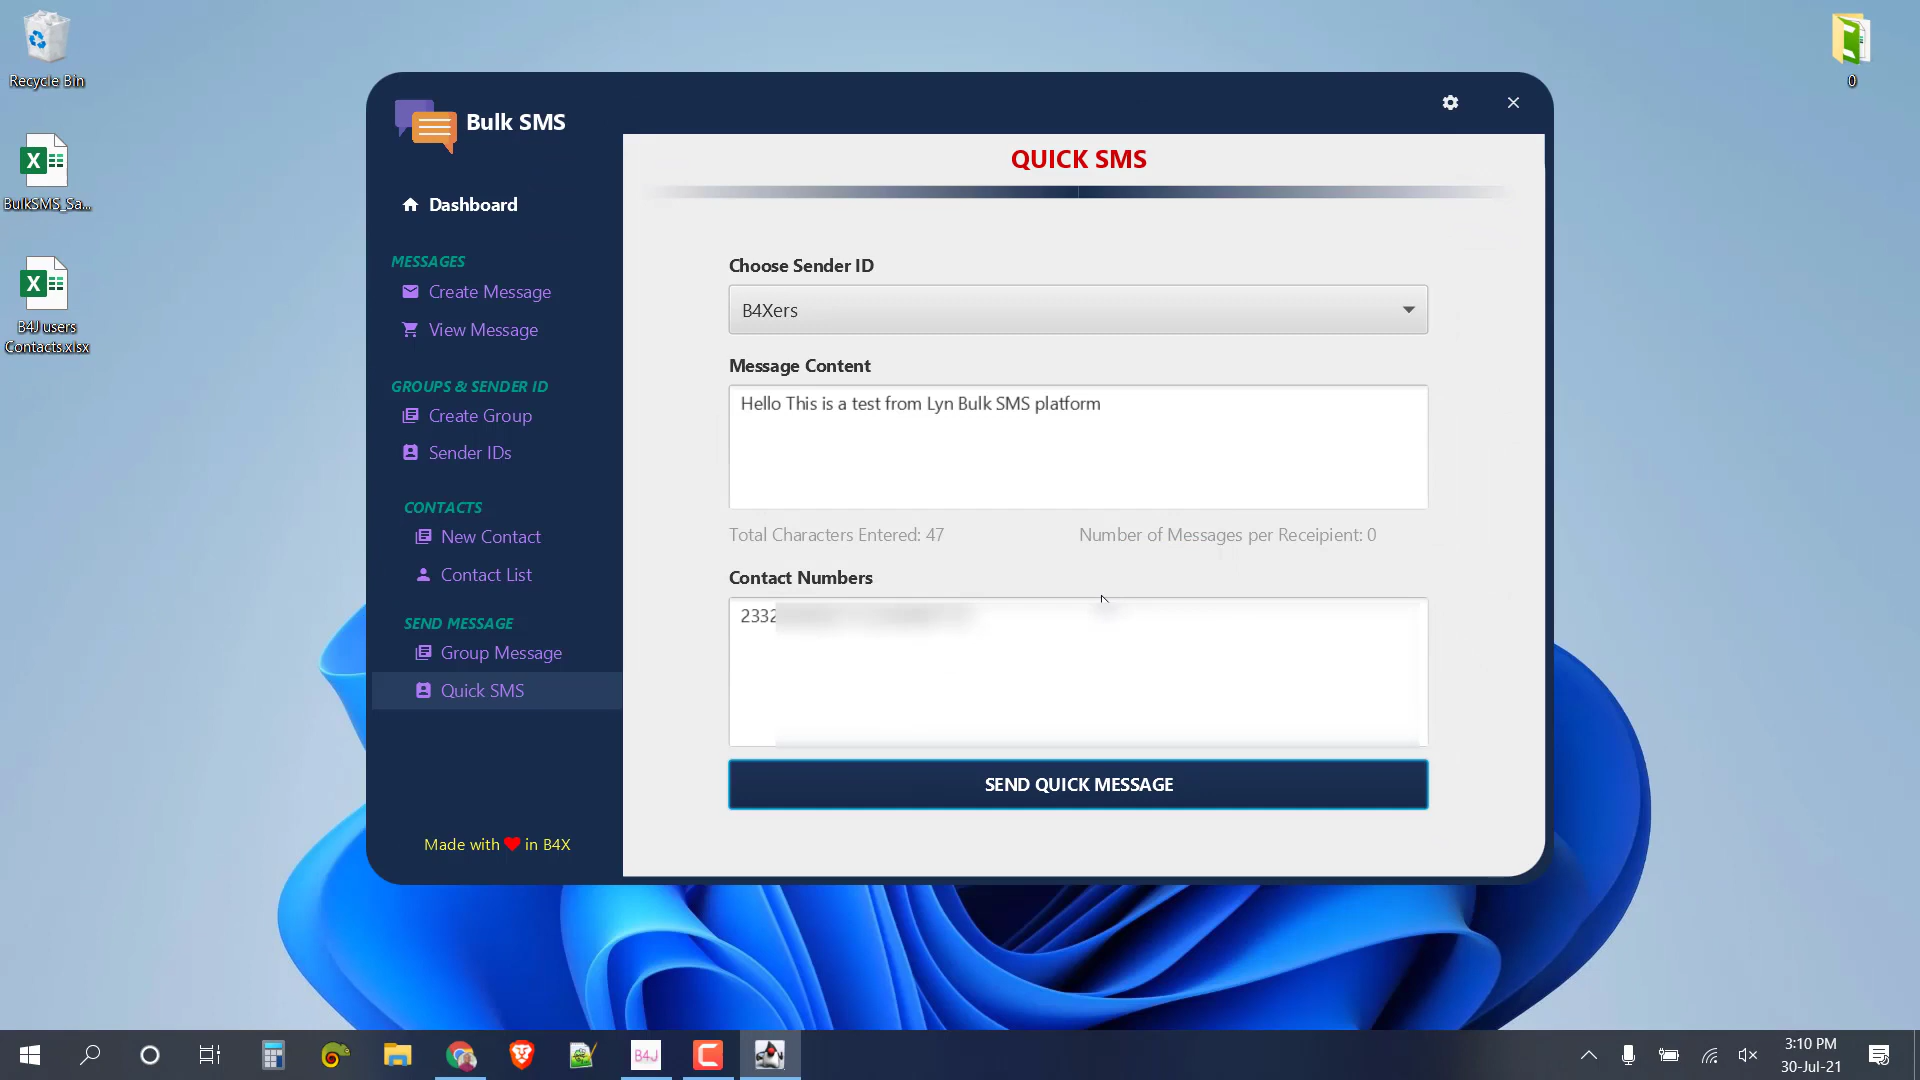 Recycle Bin
BulkSMS_Sa...
B4J users
Contacts.xlsx
0
Bulk SMS
Dashboard
MESSAGES
Create Message
View Message
GROUPS & SENDER ID
Create Group
Sender IDs
CONTACTS
New Contact
Contact List
SEND MESSAGE
Group Message
Quick SMS
Made with ❤ in B4X
QUICK SMS
Choose Sender ID
B4Xers
Message Content
Hello This is a test from Lyn Bulk SMS platform
Total Characters Entered: 47
Number of Messages per Receipient: 0
Contact Numbers
2332
SEND QUICK MESSAGE
B4J
3:10 PM
30-Jul-21